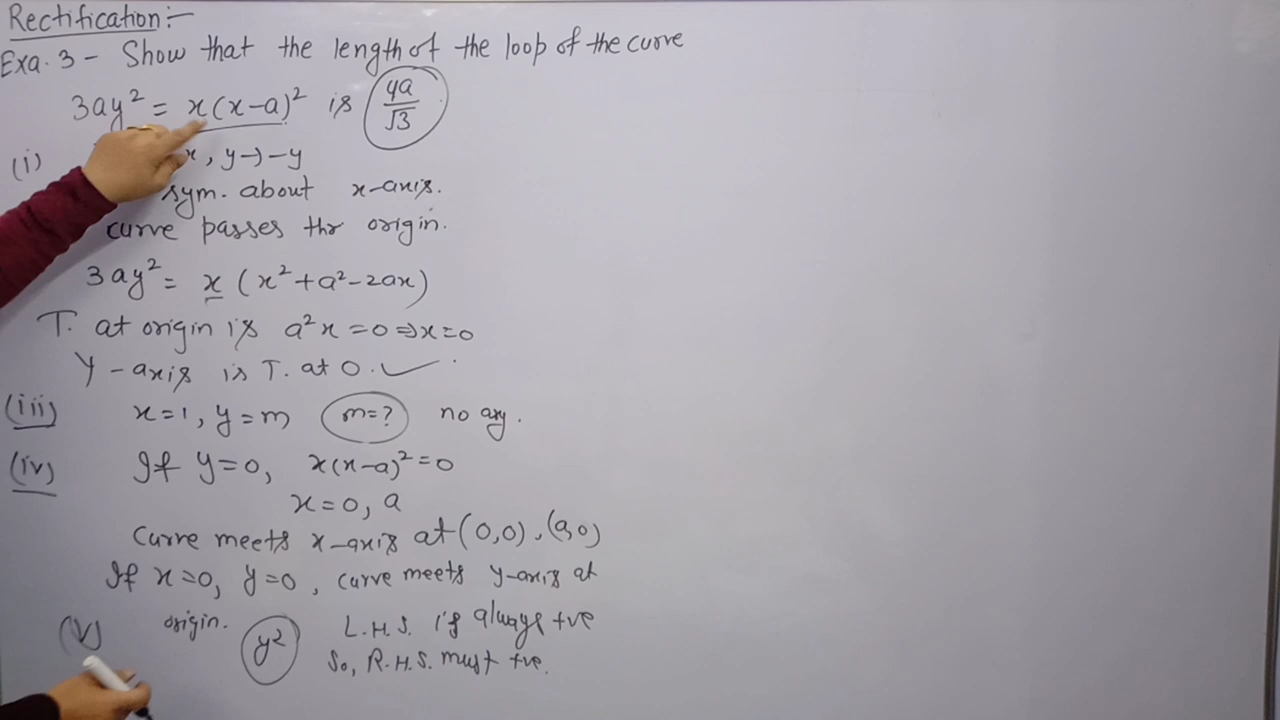 Rectification:-
Exa. 3 - Show that the length of the loop of the curve
3ay² = x(x-a)² is 4a/√3
(i) x, y→-y
sym. about x-axis.
curve passes thr origin.
3ay² = x (x²+a²-2ax)
T. at origin is a²x = 0 ⇒ x=0
Y-axis is T. at 0. ✓
(iii) x=1, y=m m=? no asy.
(iv) If y=0, x(x-a)²=0
x=0, a
Curve meets x-axis at (0,0), (a,0)
If x=0, y=0, curve meets y-axis at
origin.
(v) y² L.H.S. is always +ve
So, R.H.S. must +ve.